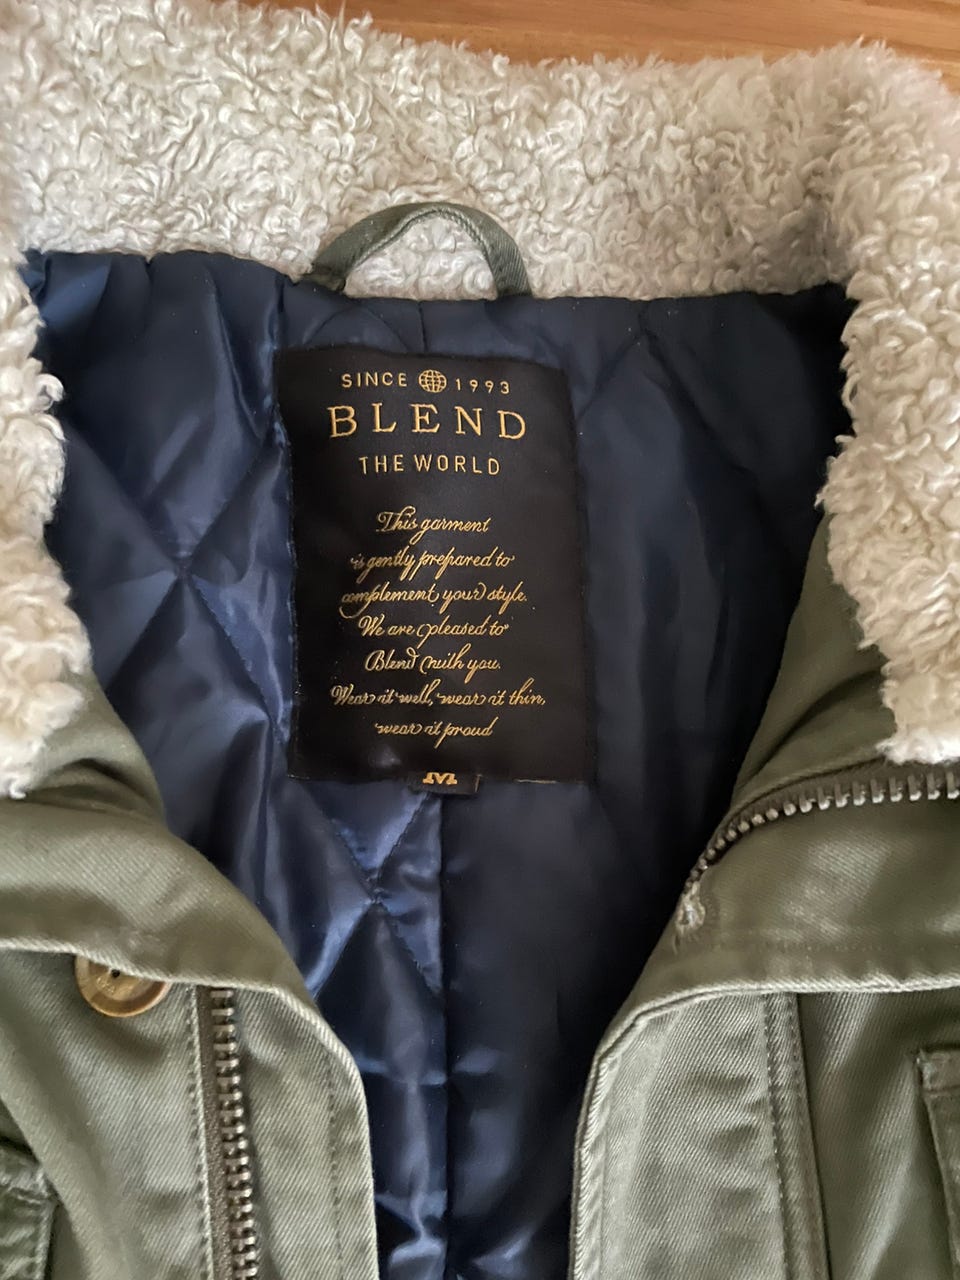 SINCE 1993
BLEND
THE WORLD
This garment
is gently prepared to
complement your style.
We are pleased to
Blend with you.
Wear it well, wear it thin,
wear it proud
M